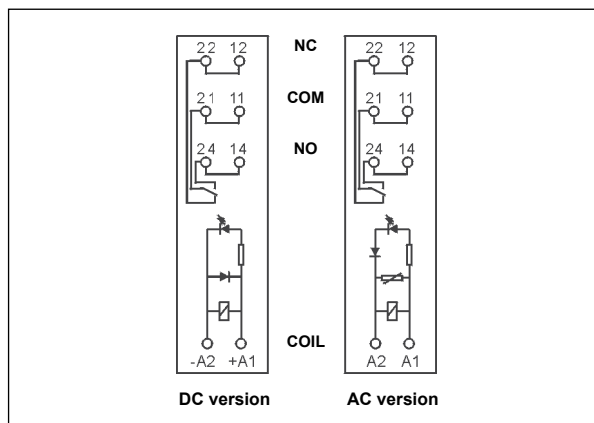 22 12 NC 22 12
21 11 COM 21 11
24 14 NO 24 14
COIL
-A2 +A1 A2 A1
DC version AC version